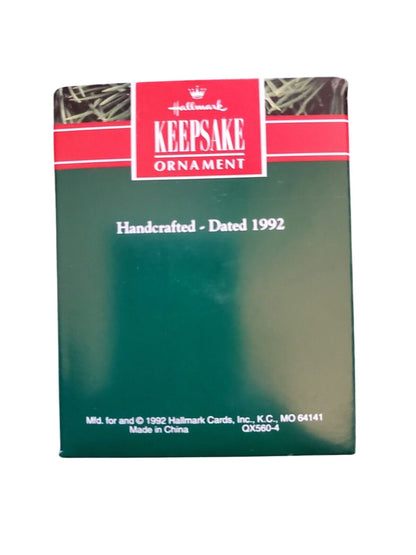 Hallmark
KEEPSAKE
ORNAMENT
Handcrafted - Dated 1992
Mfd. for and © 1992 Hallmark Cards, Inc., K.C., MO 64141
Made in China QX560-4